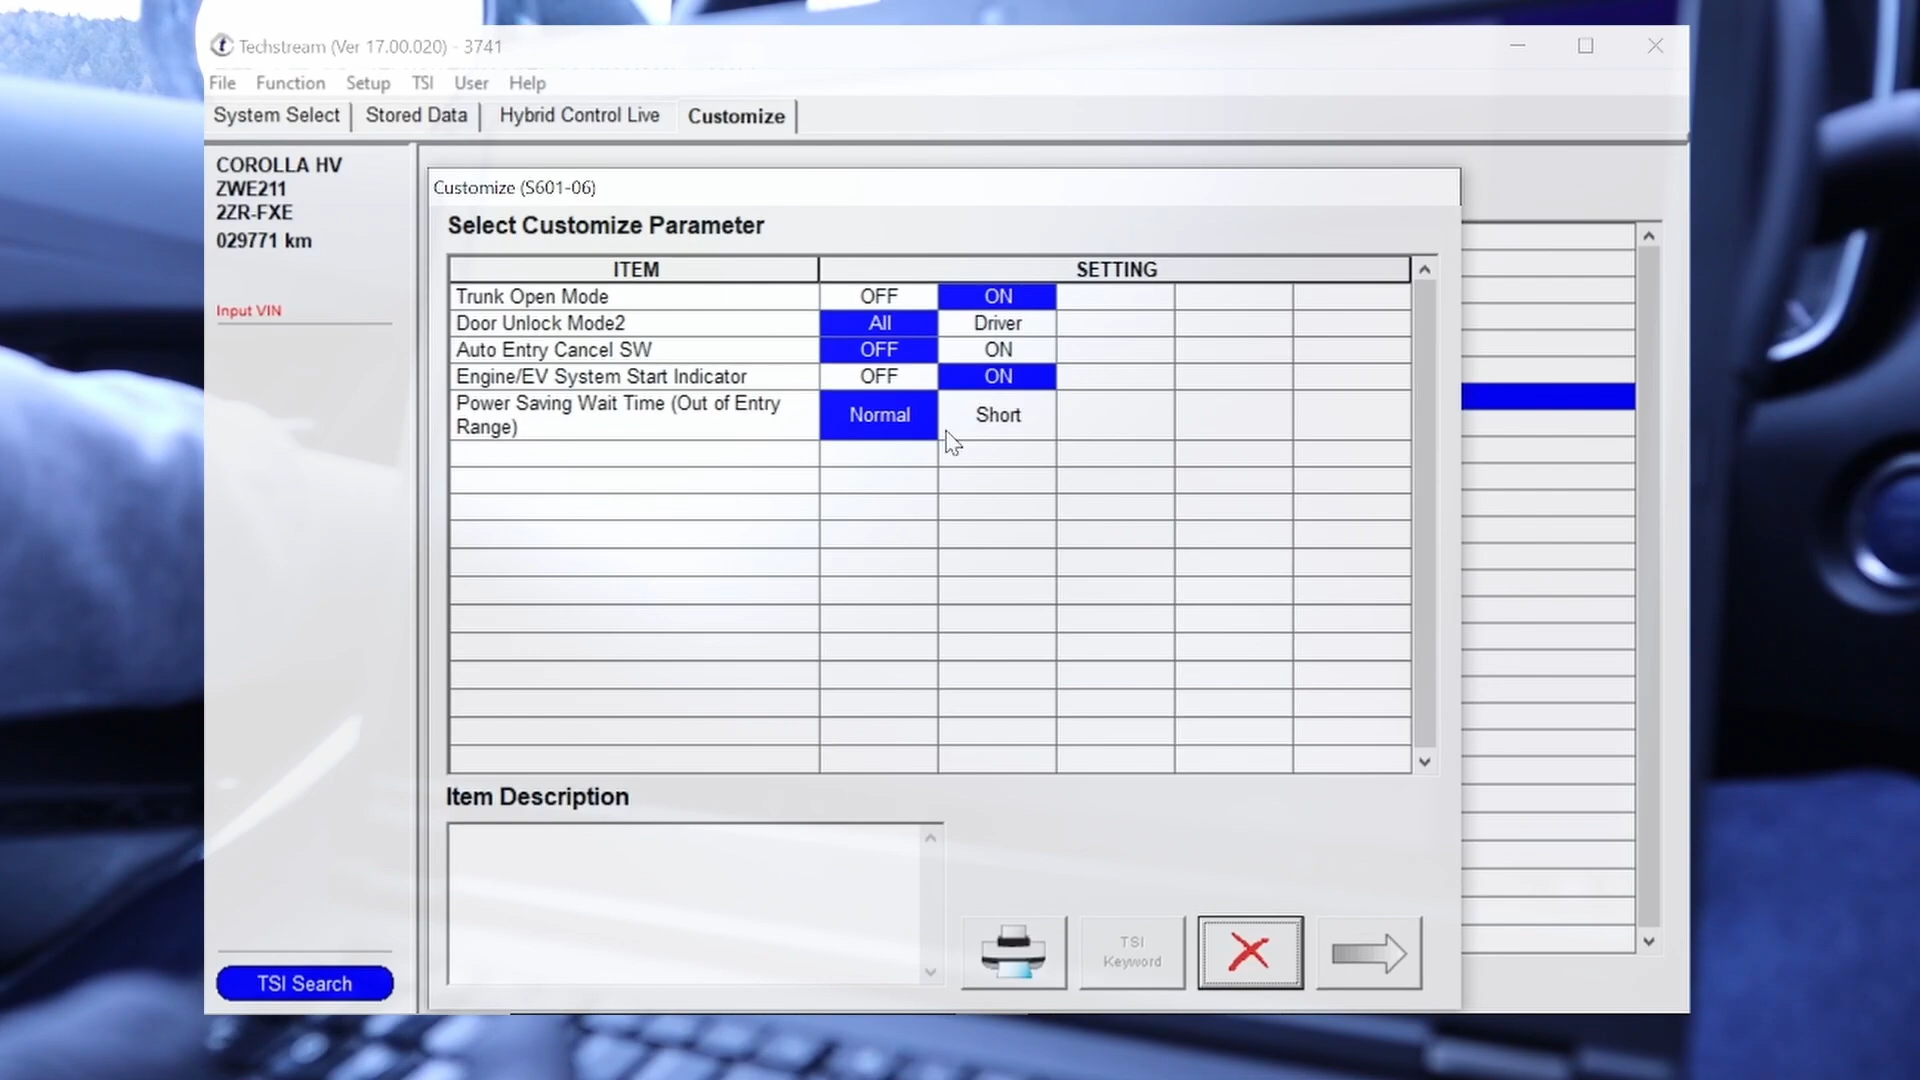 Techstream (Ver 17.00.020) - 3741
File Function Setup TSI User Help
System Select Stored Data Hybrid Control Live Customize
COROLLA HV
ZWE211
2ZR-FXE
029771 km
Input VIN
Customize (S601-06)
Select Customize Parameter
ITEM SETTING
Trunk Open Mode OFF ON
Door Unlock Mode2 All Driver
Auto Entry Cancel SW OFF ON
Engine/EV System Start Indicator OFF ON
Power Saving Wait Time (Out of Entry
Range) Normal Short
Item Description
TSI
Keyword
TSI Search